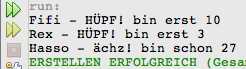 run:
Fifi - HÜPF! bin erst 10
Rex - HÜPF! bin erst 3
Hasso - ächz! bin schon 27
ERSTELLEN ERFOLGREICH (Gesa